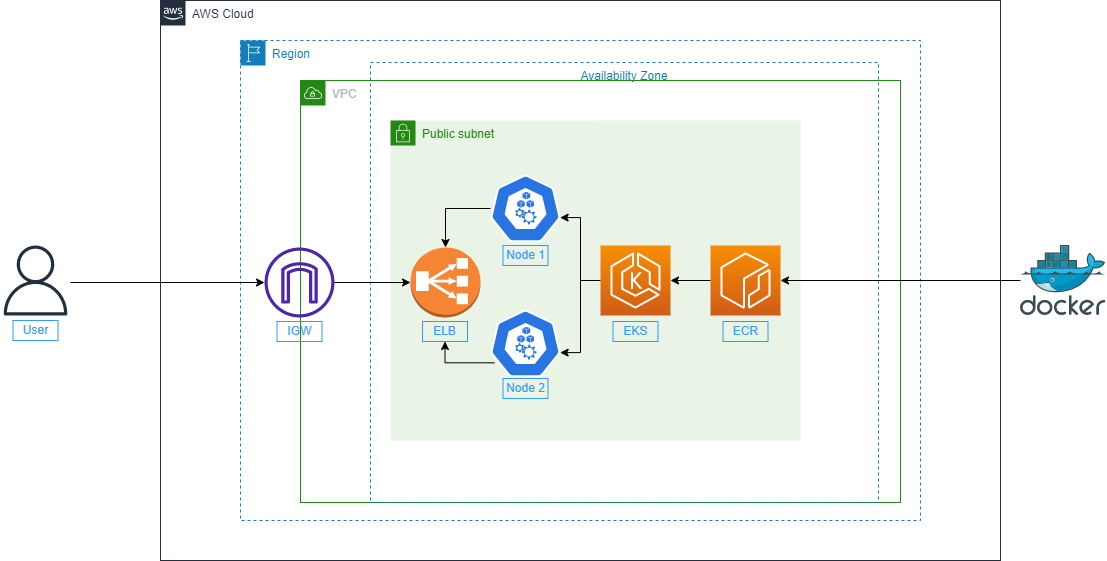 aws
AWS Cloud
Region
Availability Zone
VPC
Public subnet
Node 1
K
User
IGW
ELB
EKS
ECR
docker
Node 2